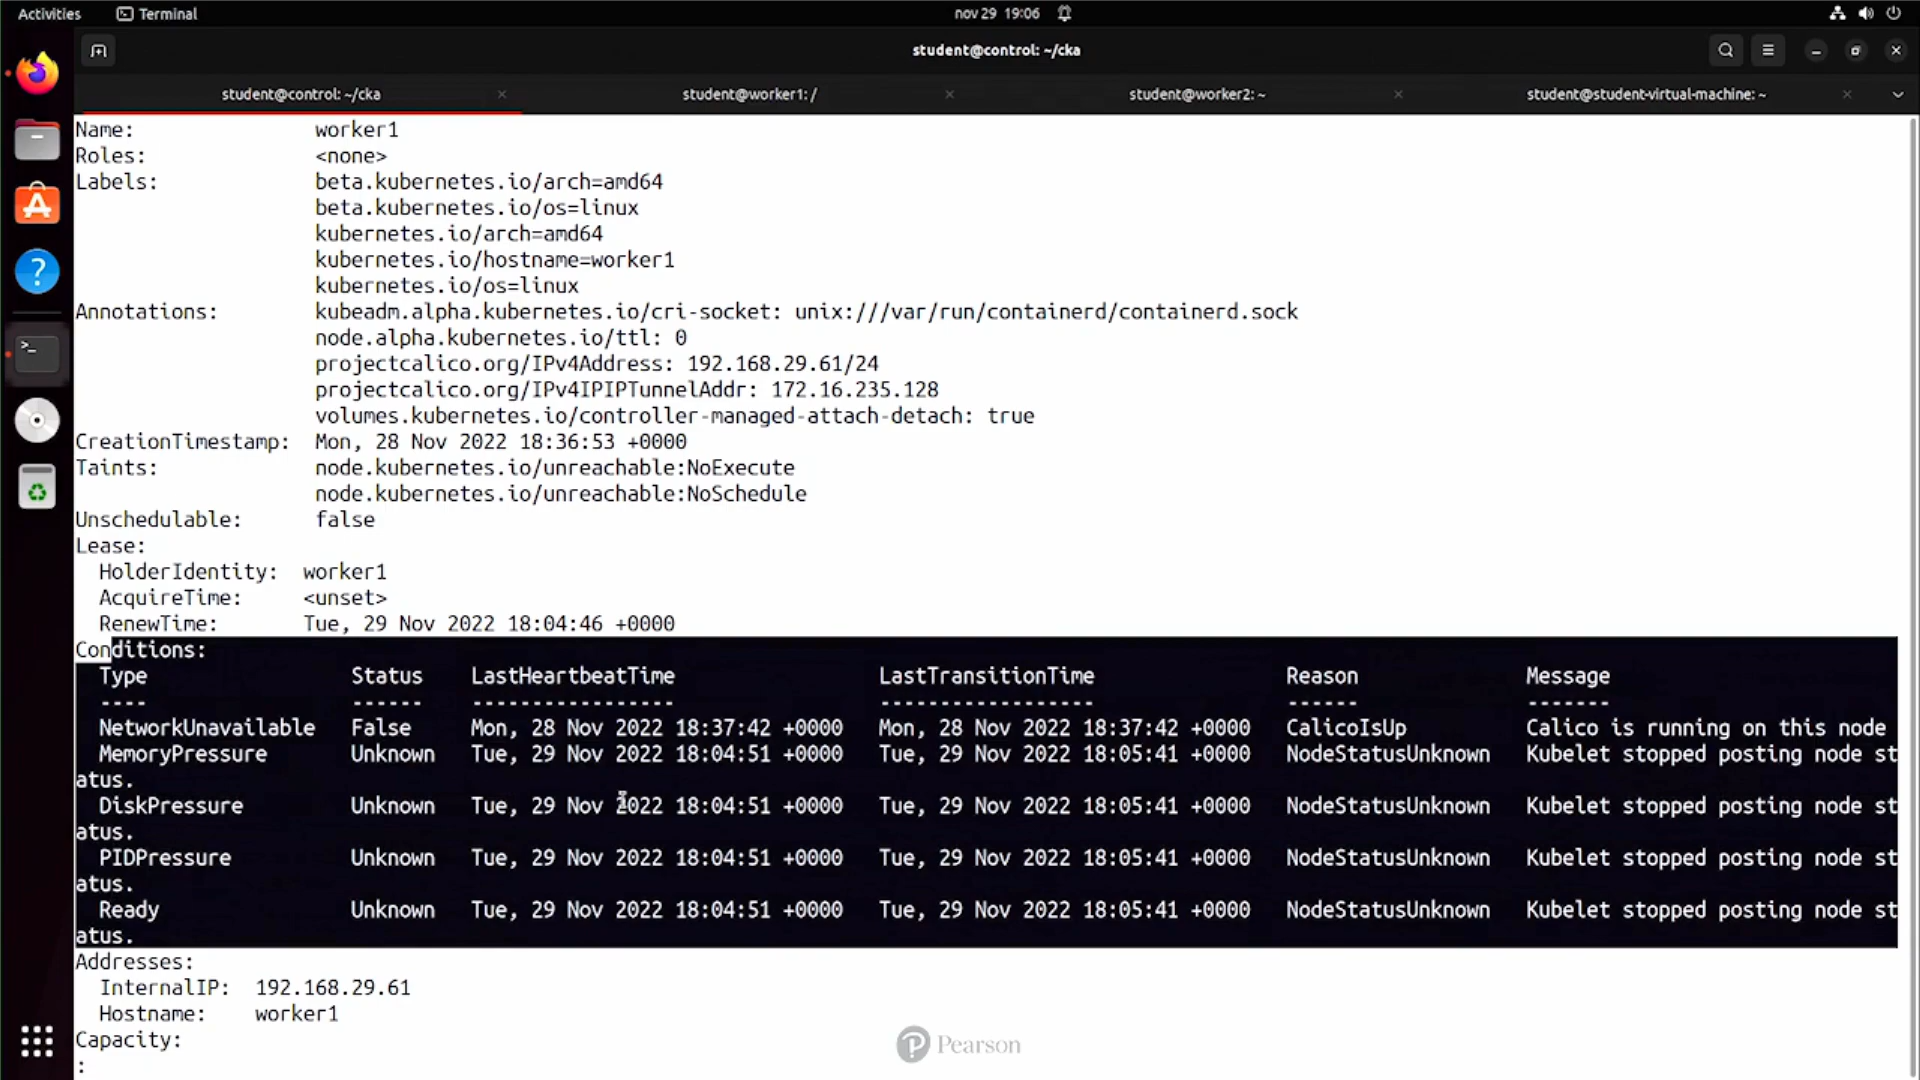 Activities Terminal nov 29 19:06
student@control: ~/cka
student@control: ~/cka student@worker1: / student@worker2: ~ student@student-virtual-machine: ~
Name: worker1
Roles: <none>
Labels: beta.kubernetes.io/arch=amd64
beta.kubernetes.io/os=linux
kubernetes.io/arch=amd64
kubernetes.io/hostname=worker1
kubernetes.io/os=linux
Annotations: kubeadm.alpha.kubernetes.io/cri-socket: unix:///var/run/containerd/containerd.sock
node.alpha.kubernetes.io/ttl: 0
projectcalico.org/IPv4Address: 192.168.29.61/24
projectcalico.org/IPv4IPIPTunnelAddr: 172.16.235.128
volumes.kubernetes.io/controller-managed-attach-detach: true
CreationTimestamp: Mon, 28 Nov 2022 18:36:53 +0000
Taints: node.kubernetes.io/unreachable:NoExecute
node.kubernetes.io/unreachable:NoSchedule
Unschedulable: false
Lease:
HolderIdentity: worker1
AcquireTime: <unset>
RenewTime: Tue, 29 Nov 2022 18:04:46 +0000
Conditions:
Type Status LastHeartbeatTime LastTransitionTime Reason Message
---- ------ ----------------- ------------------ ------ -------
NetworkUnavailable False Mon, 28 Nov 2022 18:37:42 +0000 Mon, 28 Nov 2022 18:37:42 +0000 CalicoIsUp Calico is running on this node
MemoryPressure Unknown Tue, 29 Nov 2022 18:04:51 +0000 Tue, 29 Nov 2022 18:05:41 +0000 NodeStatusUnknown Kubelet stopped posting node st
atus.
DiskPressure Unknown Tue, 29 Nov 2022 18:04:51 +0000 Tue, 29 Nov 2022 18:05:41 +0000 NodeStatusUnknown Kubelet stopped posting node st
atus.
PIDPressure Unknown Tue, 29 Nov 2022 18:04:51 +0000 Tue, 29 Nov 2022 18:05:41 +0000 NodeStatusUnknown Kubelet stopped posting node st
atus.
Ready Unknown Tue, 29 Nov 2022 18:04:51 +0000 Tue, 29 Nov 2022 18:05:41 +0000 NodeStatusUnknown Kubelet stopped posting node st
atus.
Addresses:
InternalIP: 192.168.29.61
Hostname: worker1
Capacity:
:
Pearson